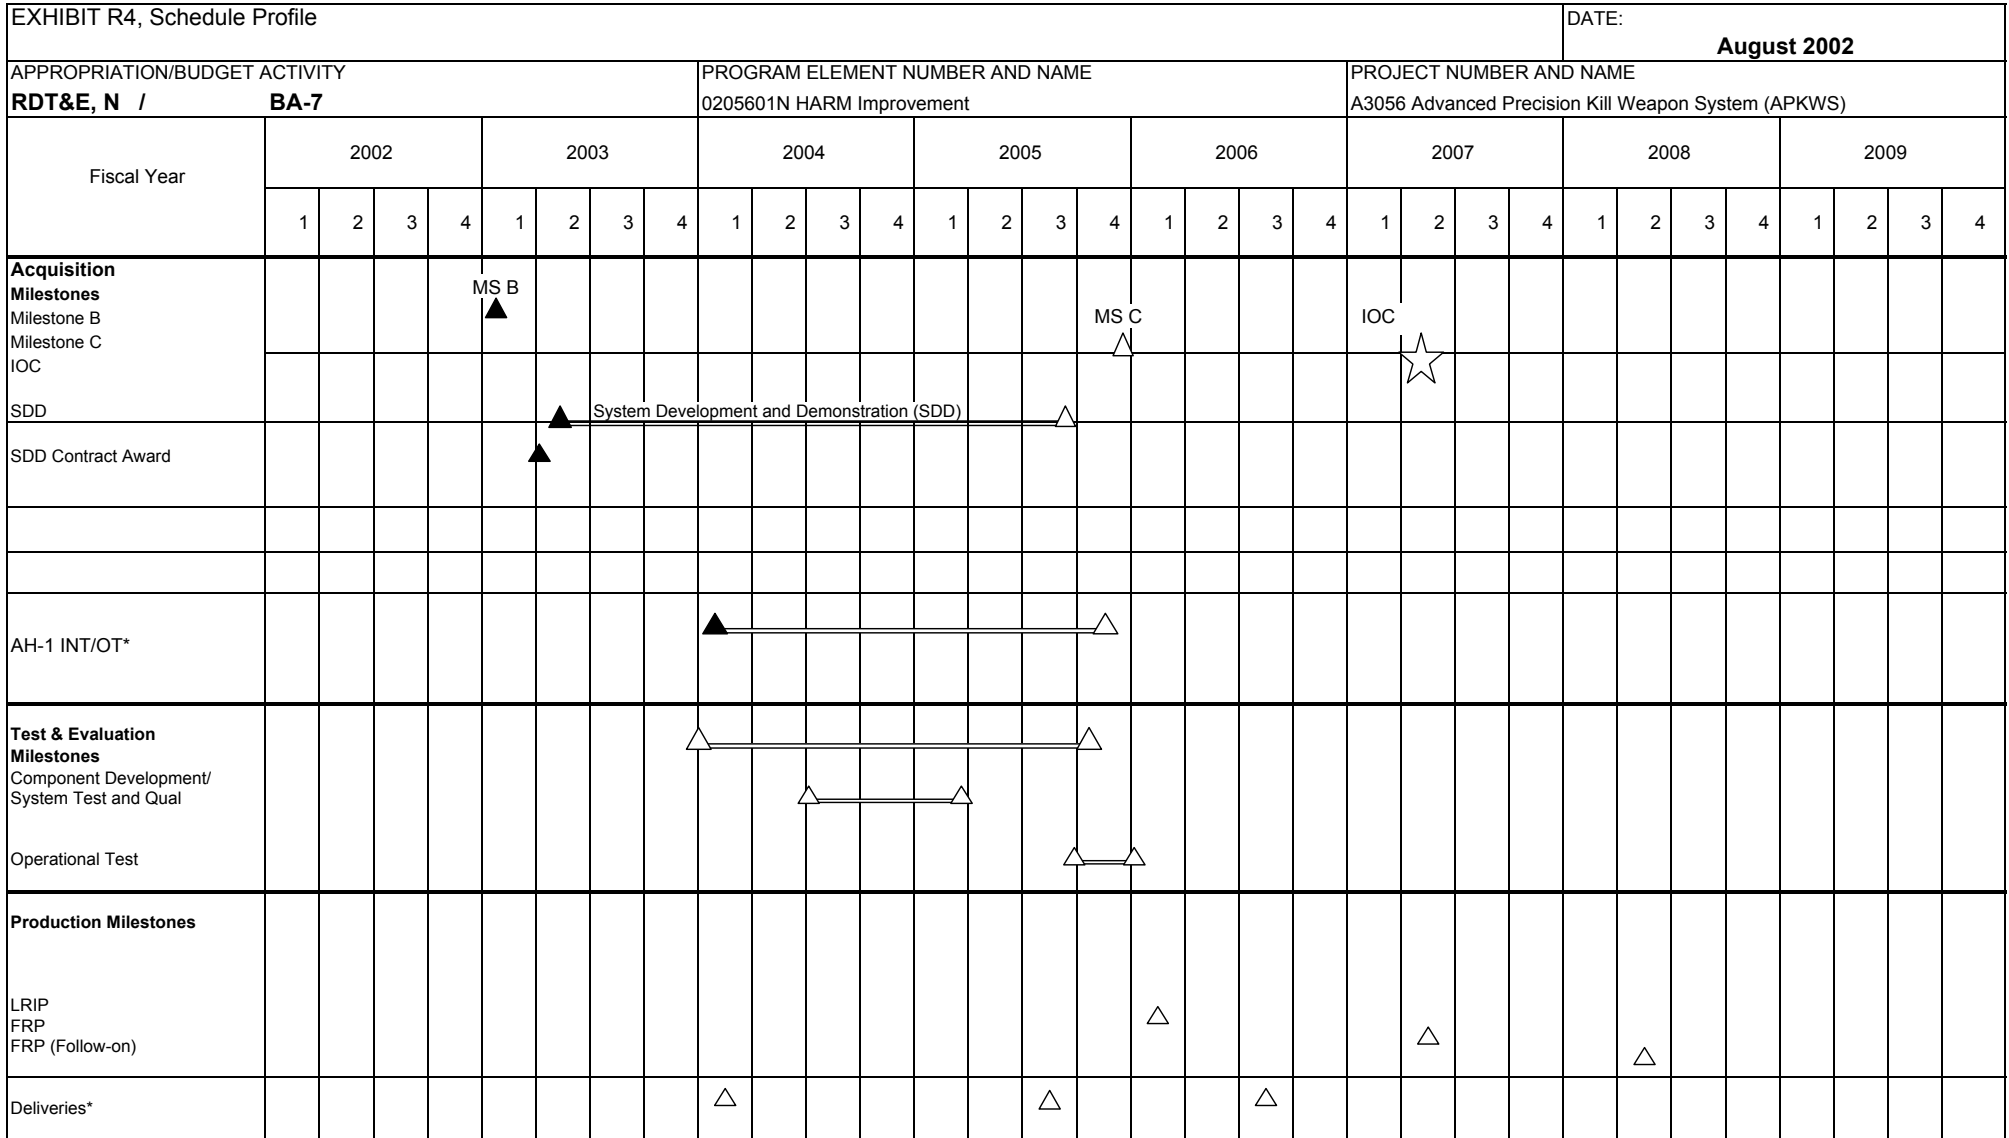 EXHIBIT R4, Schedule Profile
DATE:
August 2002
APPROPRIATION/BUDGET ACTIVITY
PROGRAM ELEMENT NUMBER AND NAME
PROJECT NUMBER AND NAME
RDT&E, N / BA-7
0205601N HARM Improvement
A3056 Advanced Precision Kill Weapon System (APKWS)
Fiscal Year
2002 2003 2004 2005 2006 2007 2008 2009
1 2 3 4 1 2 3 4 1 2 3 4 1 2 3 4 1 2 3 4 1 2 3 4 1 2 3 4 1 2 3 4
Acquisition
Milestones
MS B
Milestone B
MS C
IOC
Milestone C
IOC
SDD
System Development and Demonstration (SDD)
SDD Contract Award
AH-1 INT/OT*
Test & Evaluation
Milestones
Component Development/
System Test and Qual
Operational Test
Production Milestones
LRIP
FRP
FRP (Follow-on)
Deliveries*